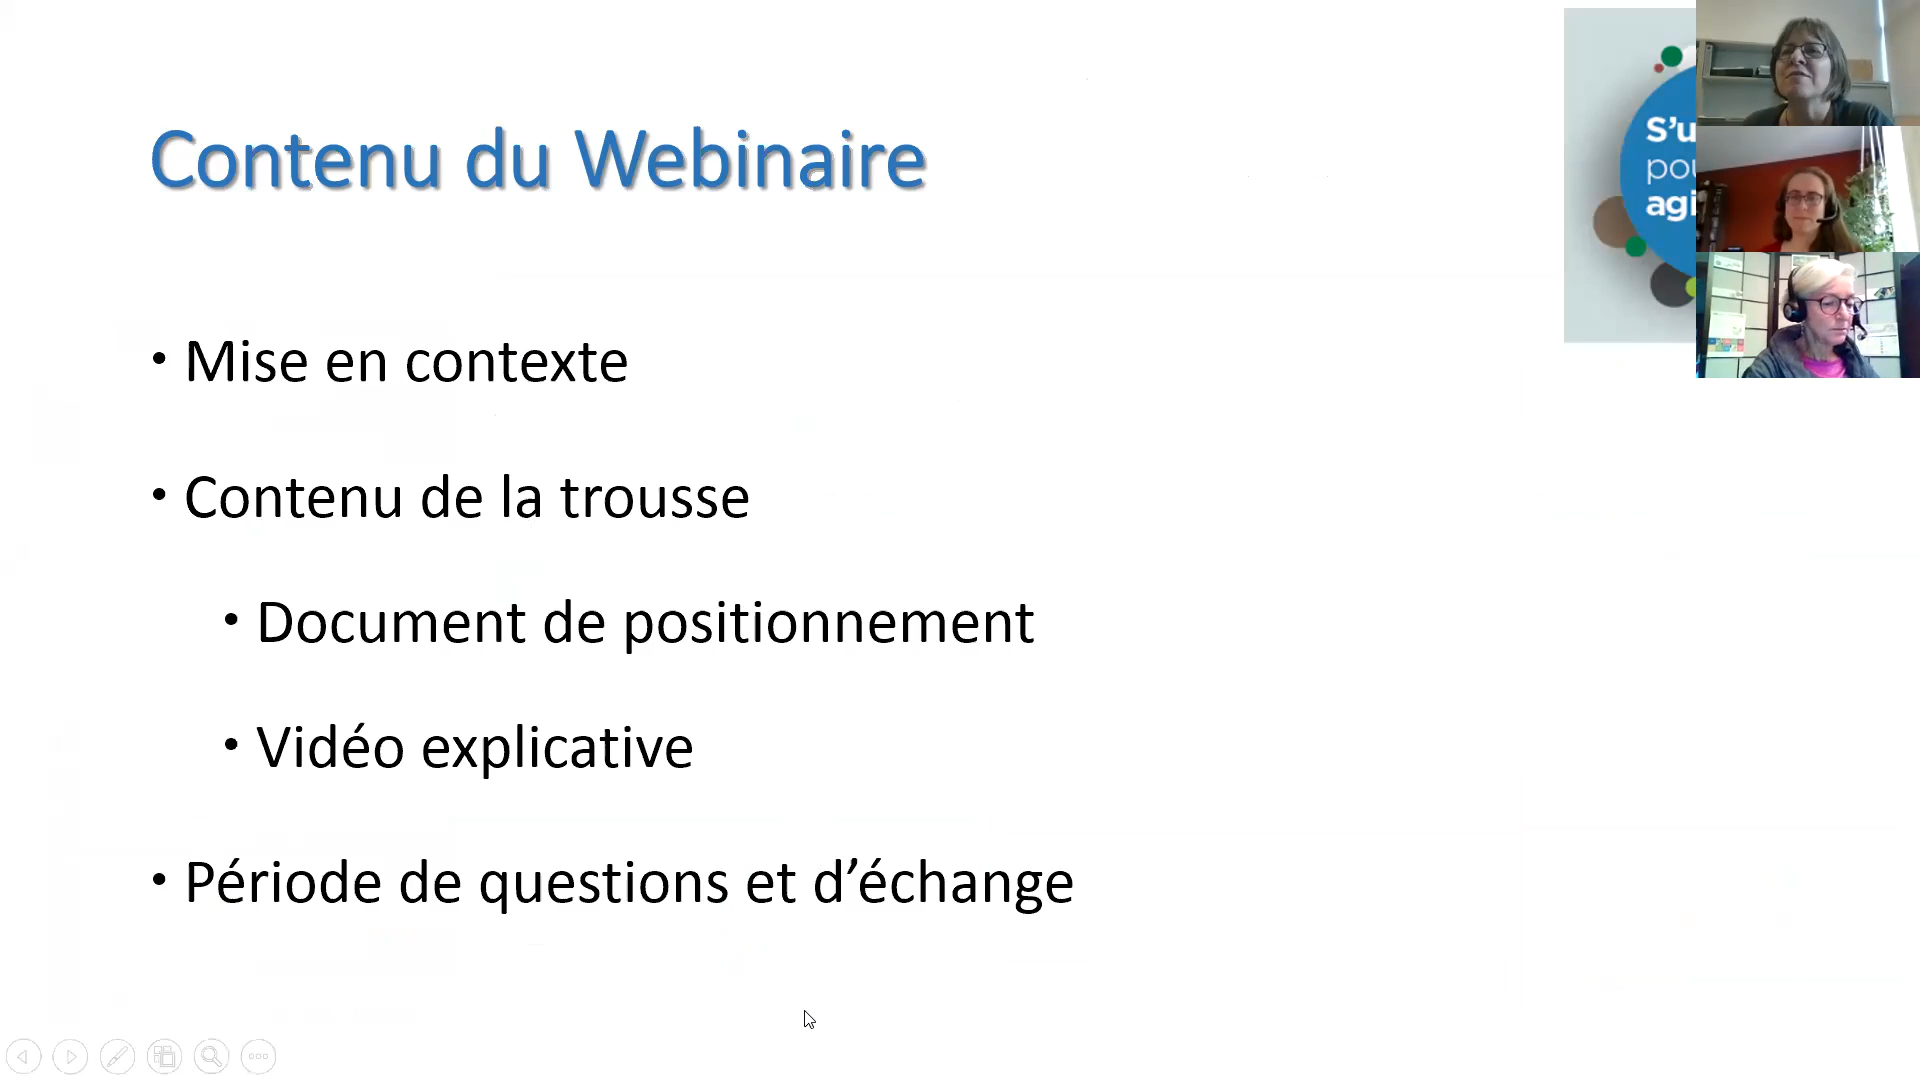 Contenu du Webinaire
S'u
pou
agi
• Mise en contexte
• Contenu de la trousse
• Document de positionnement
• Vidéo explicative
• Période de questions et d’échange